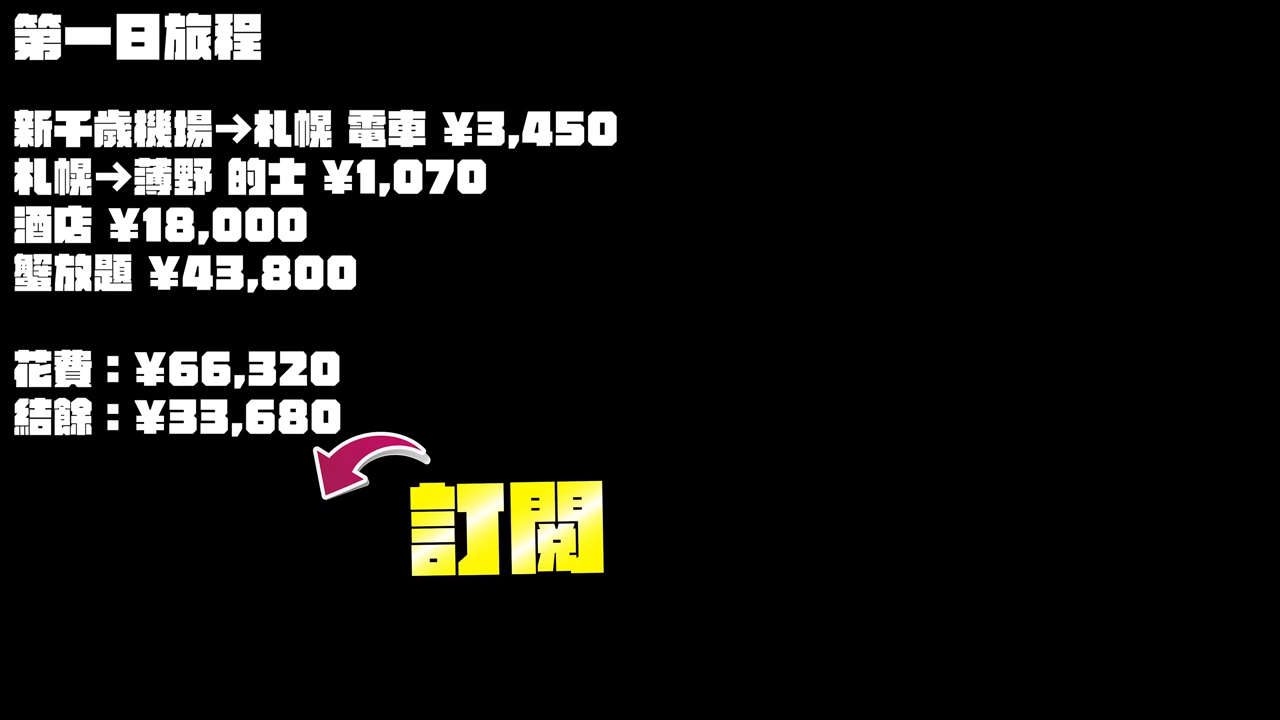 第一日旅程
新千歲機場→札幌 電車 ¥3,450
札幌→薄野 的士 ¥1,070
酒店 ¥18,000
蟹放題 ¥43,800
花費：¥66,320
結餘：¥33,680
訂閱